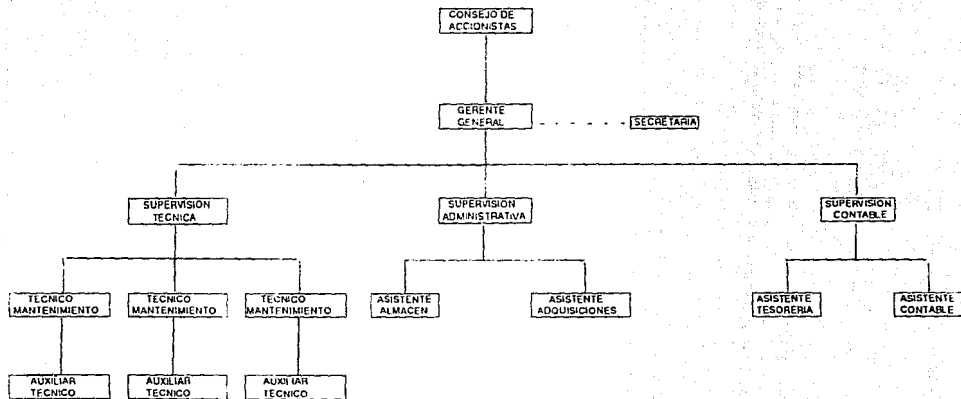 CONSEJO DE
ACCIONISTAS
GERENTE
GENERAL
SECRETARIA
SUPERVISION
TECNICA
SUPERVISION
ADMINISTRATIVA
SUPERVISION
CONTABLE
TECNICO
MANTENIMIENTO
TECNICO
MANTENIMIENTO
TECNICO
MANTENIMIENTO
ASISTENTE
ALMACEN
ASISTENTE
ADQUISICIONES
ASISTENTE
TESORERIA
ASISTENTE
CONTABLE
AUXILIAR
TECNICO
AUXILIAR
TECNICO
AUXILIAR
TECNICO